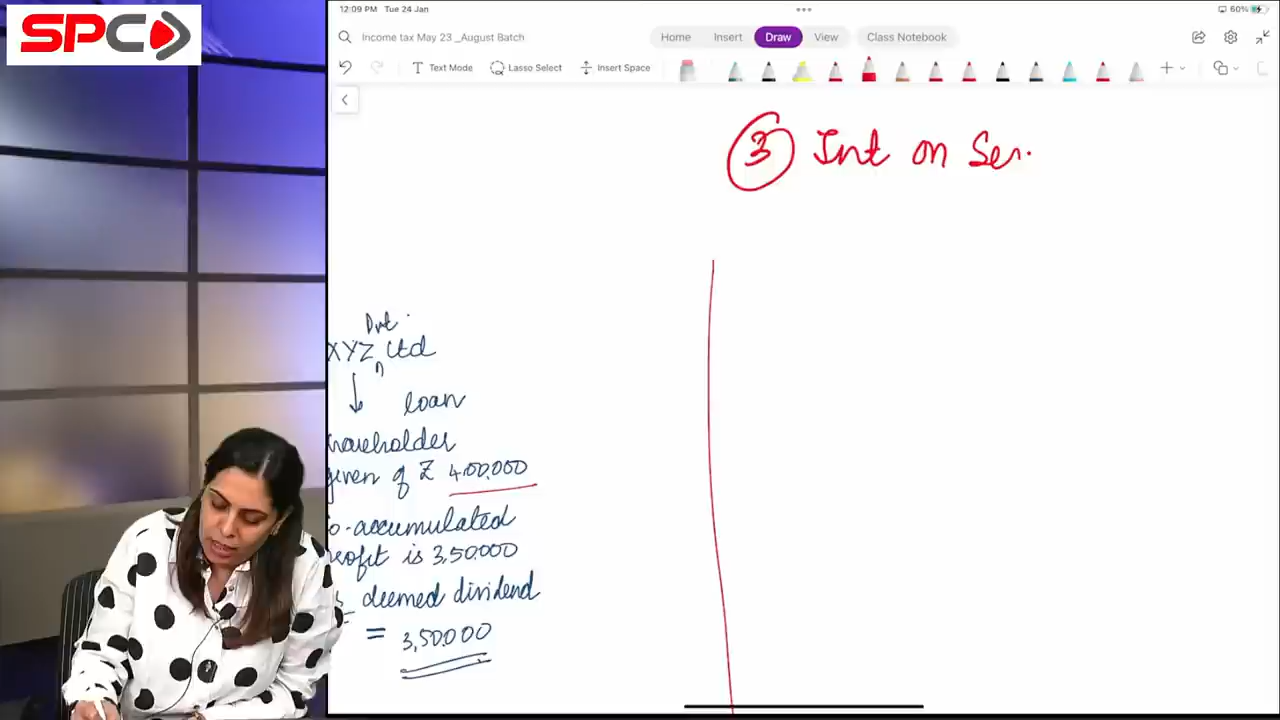 SPC
12:09 PM Tue 24 Jan
60%
Income tax May 23 _August Batch
Home Insert Draw View Class Notebook
Text Mode Lasso Select Insert Space
③ Int on Sec.
Pvt.
XYZ Ltd
loan
hareholder
given of ₹ 4,00,000
o-accumulated
rofit is 3,50,000
deemed dividend
= 3,50,000